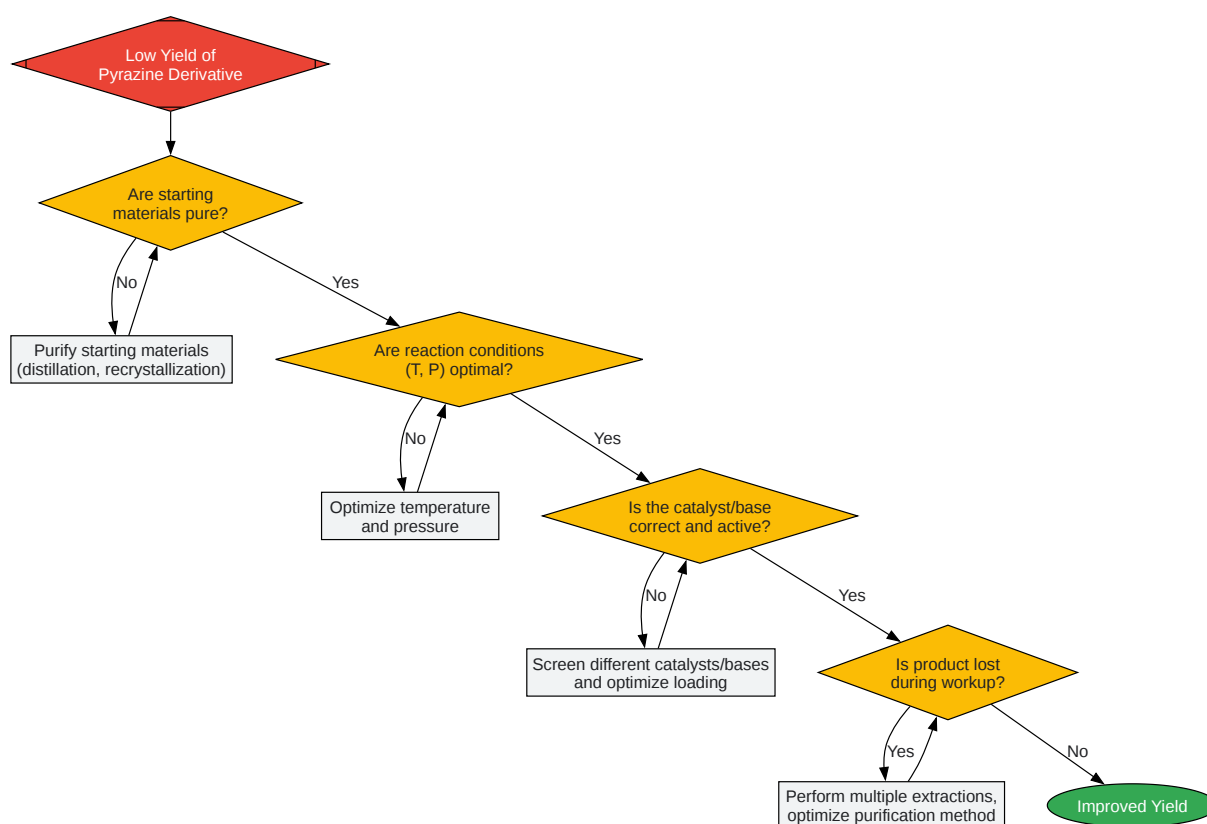 Low Yield of
Pyrazine Derivative
Are starting
materials pure?
No
Yes
Purify starting materials
(distillation, recrystallization)
Are reaction conditions
(T, P) optimal?
No
Yes
Optimize temperature
and pressure
Is the catalyst/base
correct and active?
No
Yes
Screen different catalysts/bases
and optimize loading
Is product lost
during workup?
Yes
No
Perform multiple extractions,
optimize purification method
Improved Yield